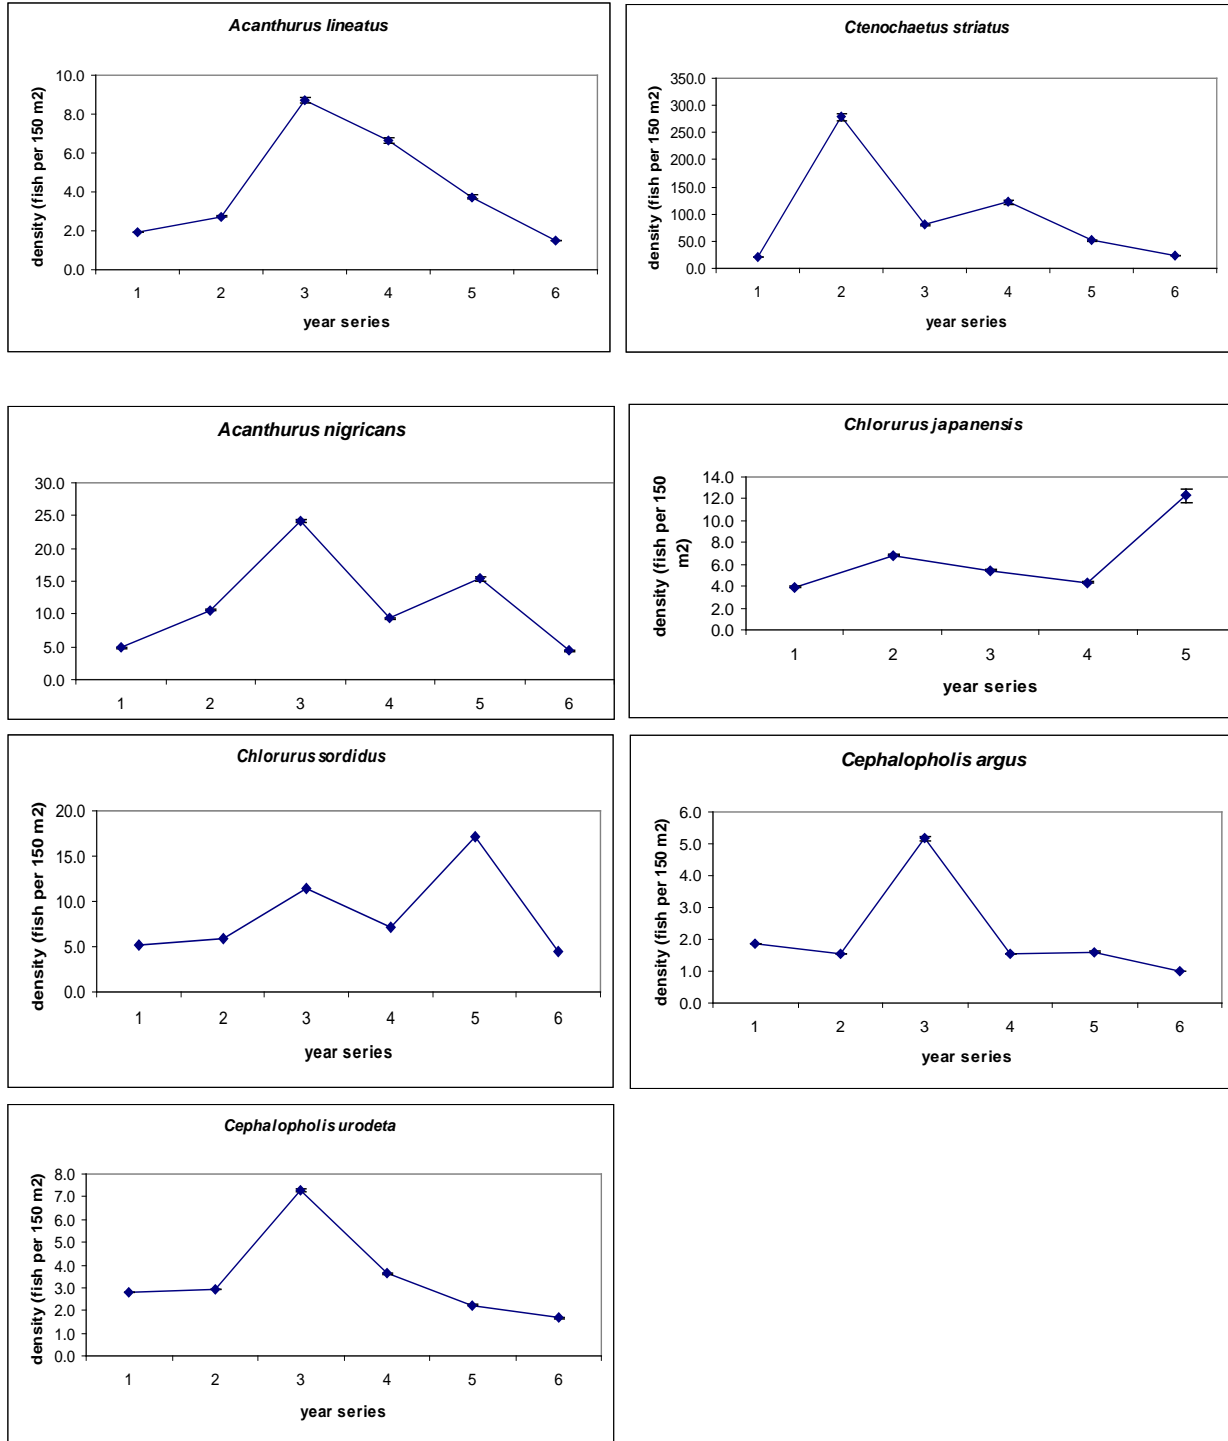 Acanthurus lineatus
density (fish per 150 m2)
10.0
8.0
6.0
4.0
2.0
0.0
1 2 3 4 5 6
year series
Ctenochaetus striatus
density (fish per 150 m2)
350.0
300.0
250.0
200.0
150.0
100.0
50.0
0.0
1 2 3 4 5 6
year series
Acanthurus nigricans
30.0
25.0
20.0
15.0
10.0
5.0
0.0
1 2 3 4 5 6
Chlorurus japanensis
density (fish per 150
m2)
14.0
12.0
10.0
8.0
6.0
4.0
2.0
0.0
1 2 3 4 5
year series
Chlorurus sordidus
density (fish per 150 m2)
20.0
15.0
10.0
5.0
0.0
1 2 3 4 5 6
year series
Cephalopholis argus
density (fish per 150 m2)
6.0
5.0
4.0
3.0
2.0
1.0
0.0
1 2 3 4 5 6
year series
Cephalopholis urodeta
density (fish per 150 m2)
8.0
7.0
6.0
5.0
4.0
3.0
2.0
1.0
0.0
1 2 3 4 5 6
year series